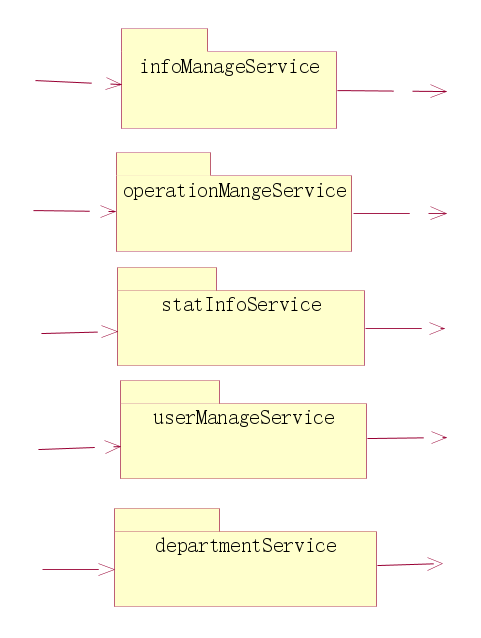 infoManageService
operationMangeService
statInfoService
userManageService
departmentService